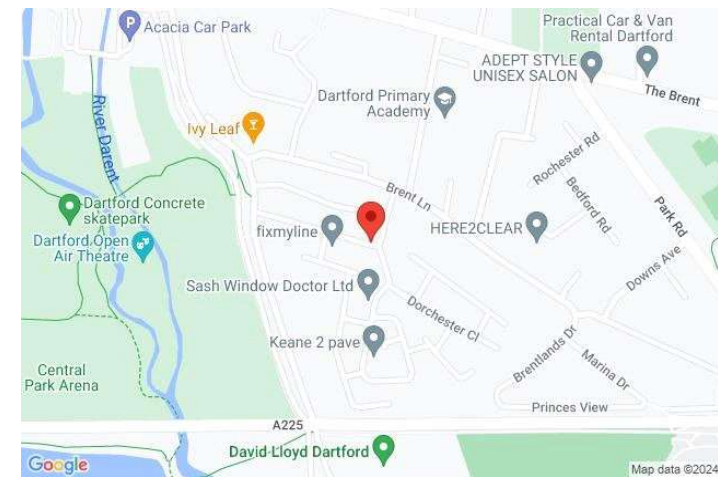 Practical Car & Van
Rental Dartford
P Acacia Car Park
ADEPT STYLE
UNISEX SALON
The Brent
Dartford Primary
Academy
River Darent
Ivy Leaf
Rochester Rd
Brent Ln
Bedford Rd
Park Rd
Dartford Concrete
skatepark
fixmyline
HERE2CLEAR
Dartford Open
Air Theatre
Downs Ave
Sash Window Doctor Ltd
Dorchester Cl
Keane 2 pave
Brentlands Dr
Marina Dr
Central
Park Arena
Princes View
A225
David Lloyd Dartford
Google
Map data ©2024